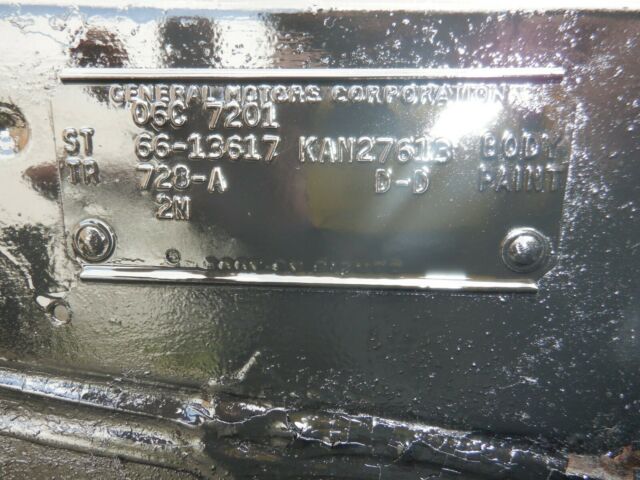 GENERAL MOTORS CORPORATION
06C 7201
ST 66-13617 KAN27613 BODY
TR 728-A D-D PAINT
2N